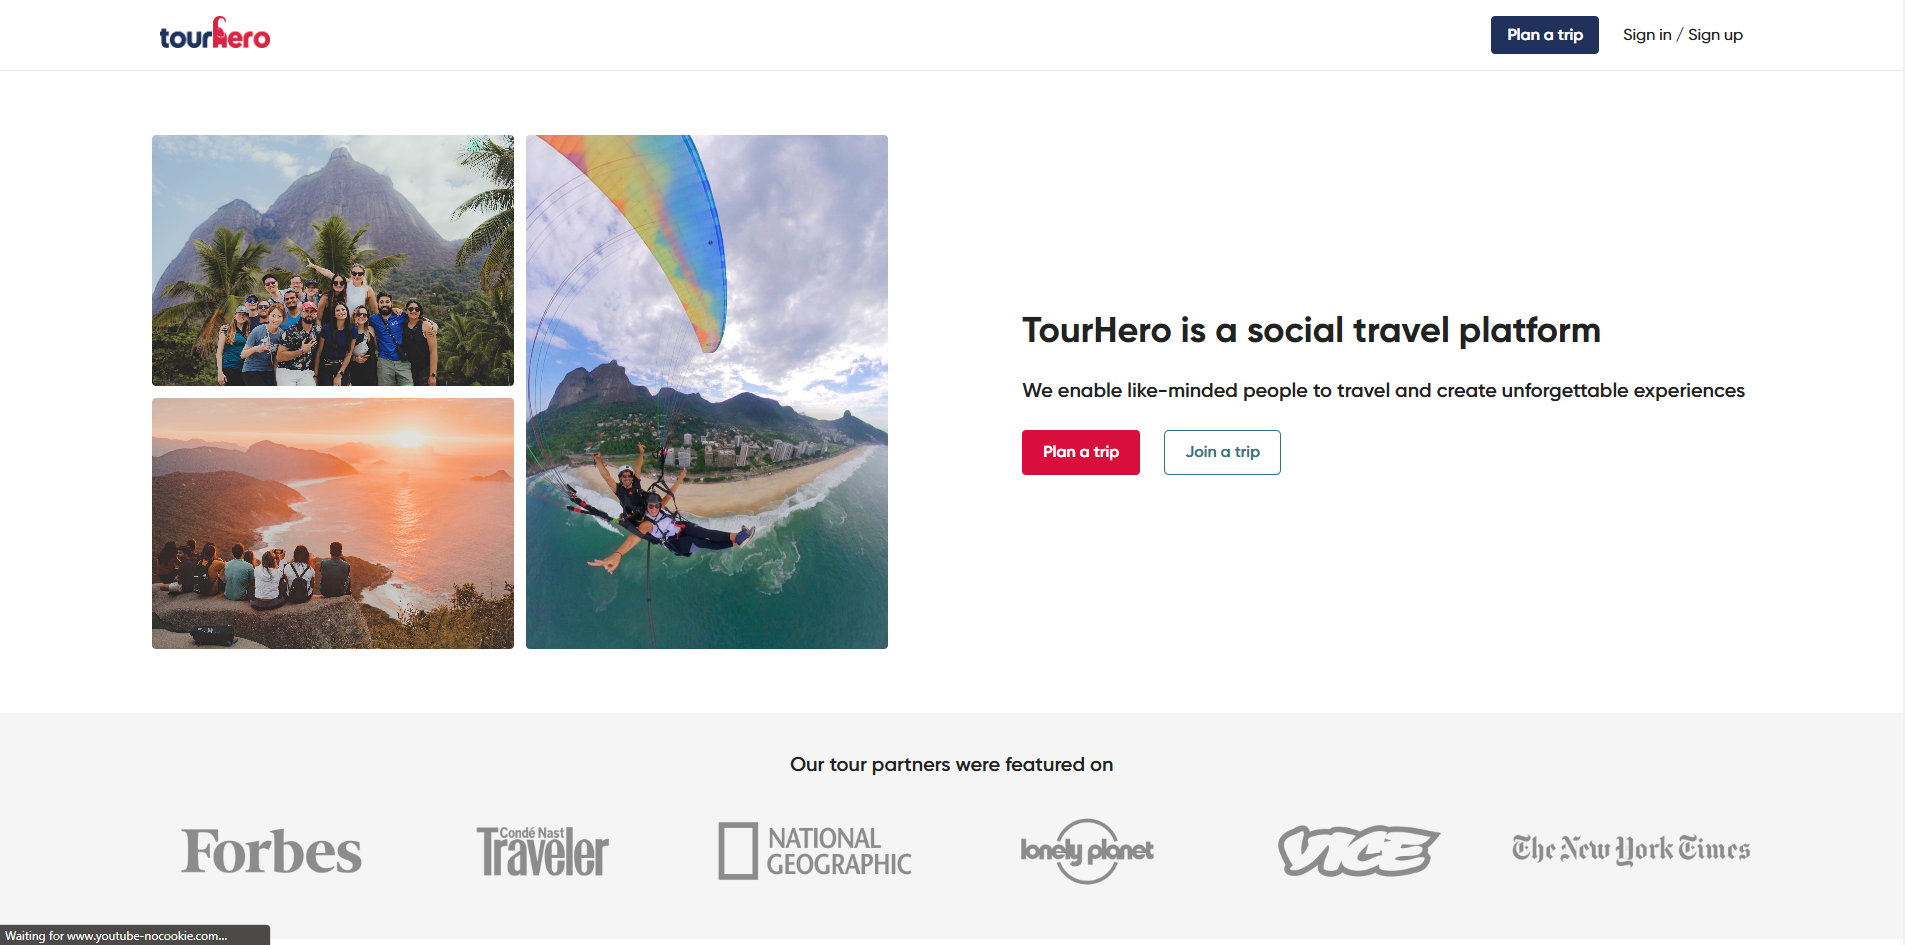 tourhero
Plan a trip
Sign in / Sign up
TourHero is a social travel platform
We enable like-minded people to travel and create unforgettable experiences
Plan a trip
Join a trip
Our tour partners were featured on
Forbes
Condé Nast
Traveler
NATIONAL
GEOGRAPHIC
lonely planet
VICE
The New York Times
Waiting for www.youtube-nocookie.com...